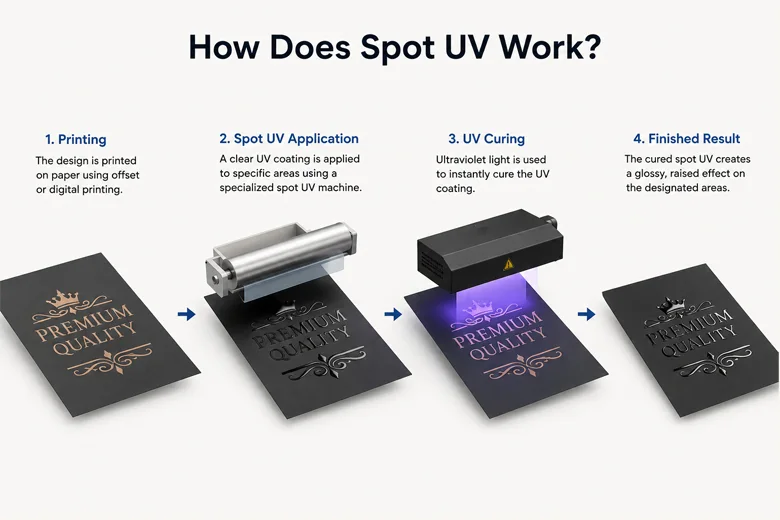 How Does Spot UV Work?
1. Printing
The design is printed
on paper using offset
or digital printing.
2. Spot UV Application
A clear UV coating is applied
to specific areas using a
specialized spot UV machine.
3. UV Curing
Ultraviolet light is used
to instantly cure the UV
coating.
4. Finished Result
The cured spot UV creates
a glossy, raised effect on
the designated areas.
PREMIUM
QUALITY
PREMIUM
QUALITY
PREMIUM
QUALITY
PREMIUM
QUALITY